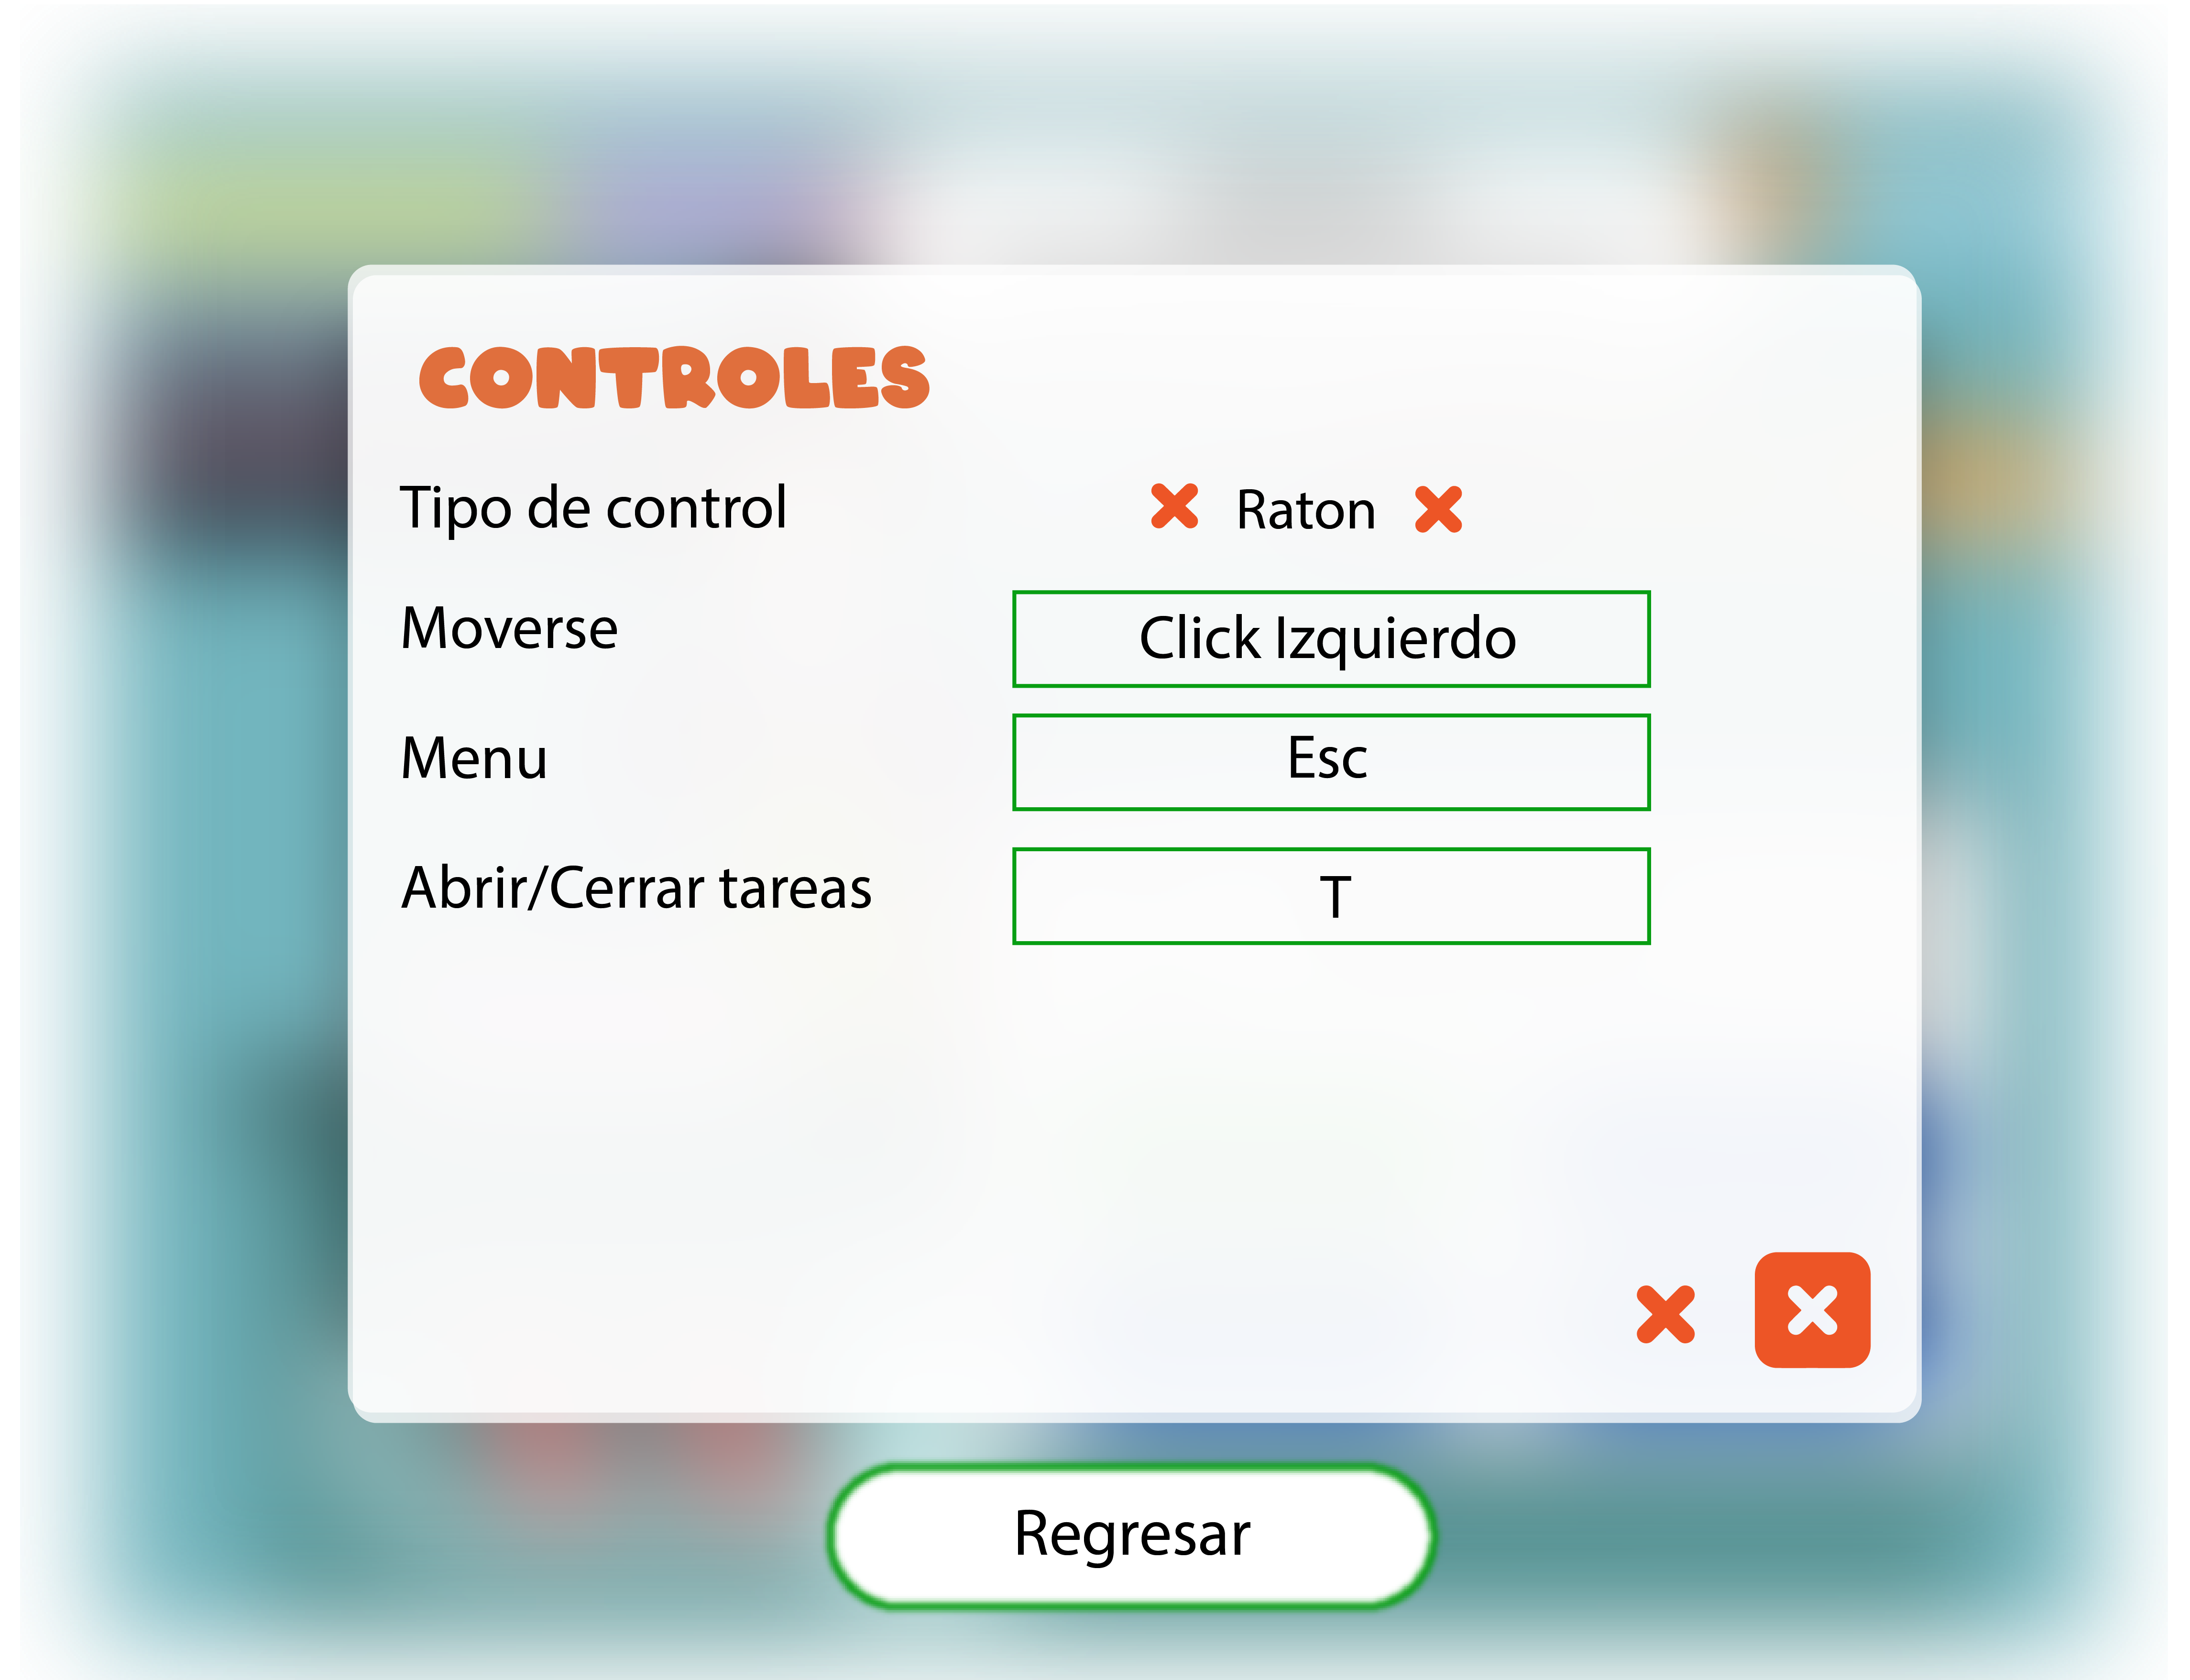 CONTROLES
Tipo de control Raton
Moverse Click Izquierdo
Menu Esc
Abrir/Cerrar tareas T
Regresar